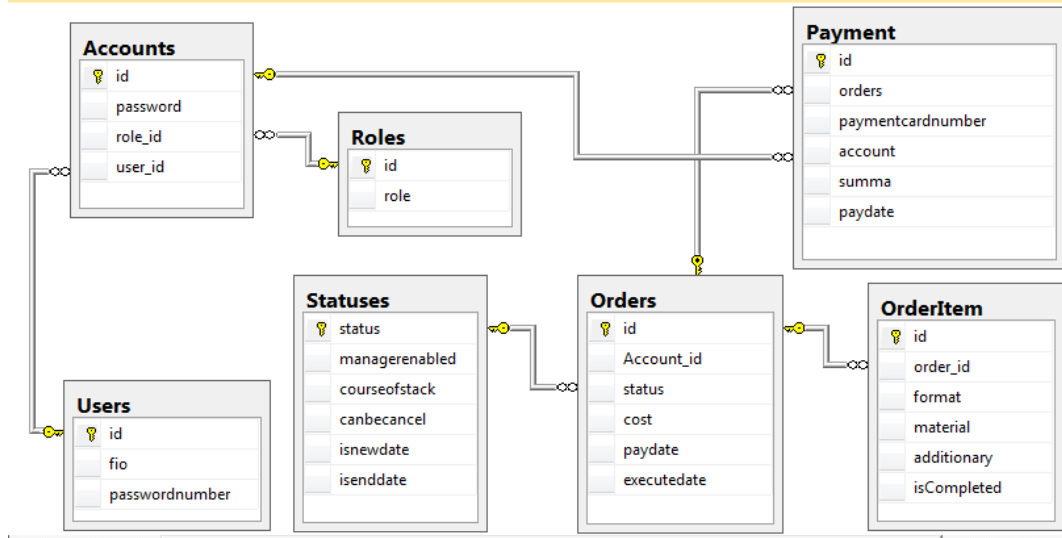 Accounts
id
password
role_id
user_id
Roles
id
role
Payment
id
orders
paymentcardnumber
account
summa
paydate
Statuses
status
managerenabled
courseofstack
canbecancel
isnewdate
isenddate
Orders
id
Account_id
status
cost
paydate
executedate
OrderItem
id
order_id
format
material
additionary
isCompleted
Users
id
fio
passwordnumber